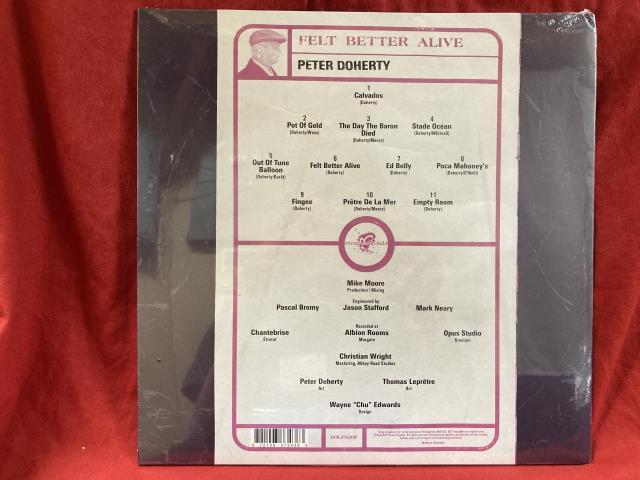 FELT BETTER ALIVE
PETER DOHERTY
1
Calvados
(Doherty)
2
Pot Of Gold
(Doherty/Wass)
3
The Day The Baron
Died
(Doherty/Moore)
4
Stade Océan
(Doherty/Whitnall)
5
Out Of Tune
Balloon
(Doherty/Barât)
6
Felt Better Alive
(Doherty)
7
Ed Belly
(Doherty)
8
Poca Mahoney's
(Doherty/O'Neill)
9
Fingee
(Doherty)
10
Prêtre De La Mer
(Doherty/Moore)
11
Empty Room
(Doherty)
Mike Moore
Production / Mixing
Engineered by
Pascal Bromy Jason Stafford Mark Neary
Recorded at
Chantebrise Albion Rooms Opus Studio
Étretat Margate
Christian Wright
Mastering, Abbey Road Studios
Peter Doherty
Art
Thomas Leprêtre
Art
Wayne "Chu" Edwards
Design
SOLP020P